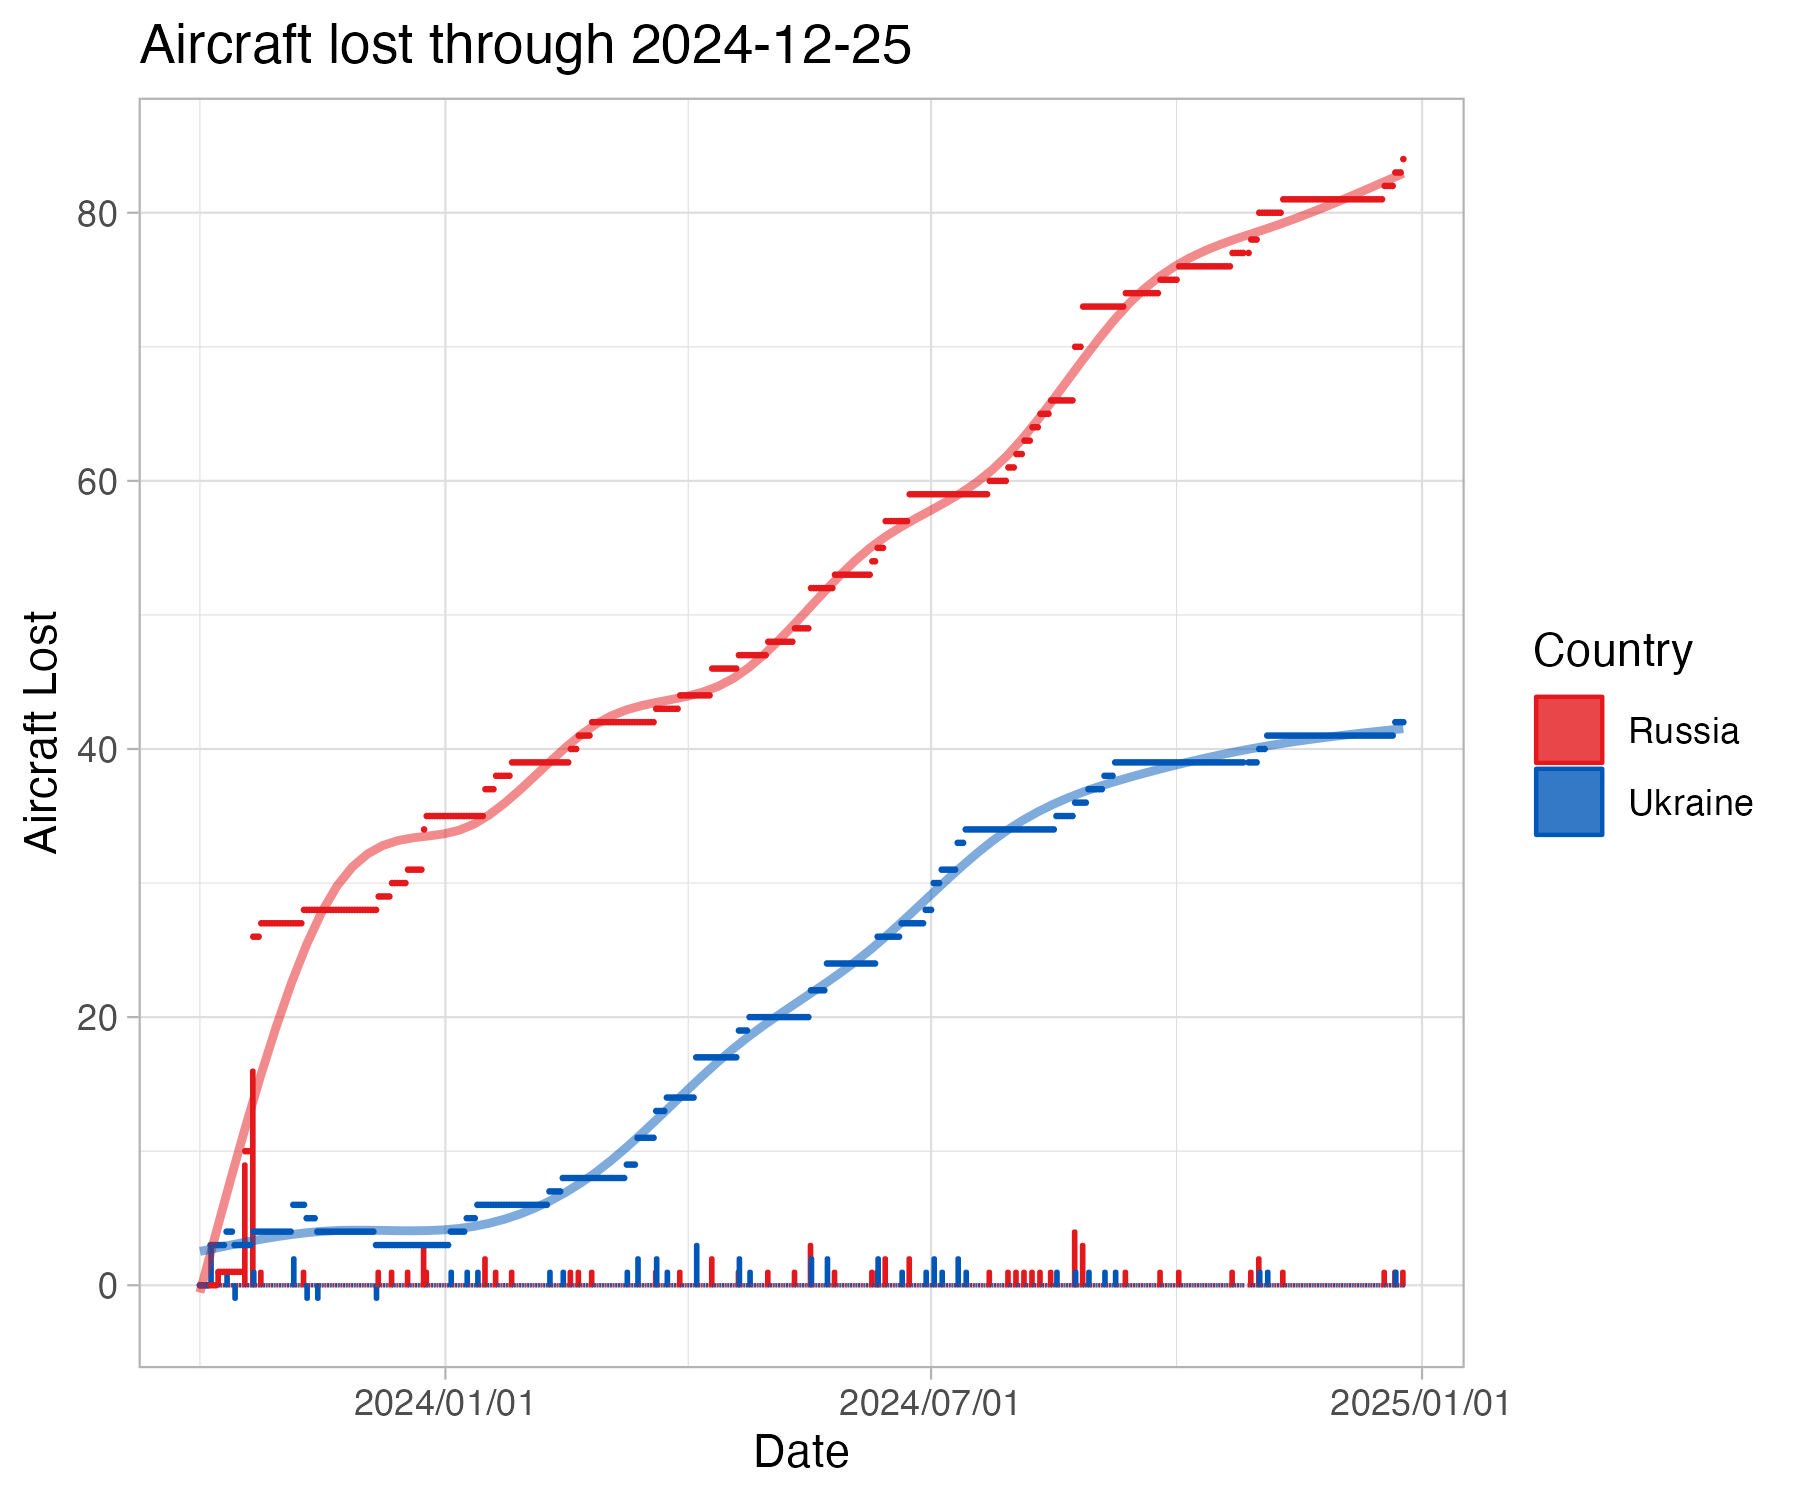 Aircraft lost through 2024-12-25
Aircraft Lost
80
60
40
20
0
2024/01/01
2024/07/01
2025/01/01
Date
Country
Russia
Ukraine